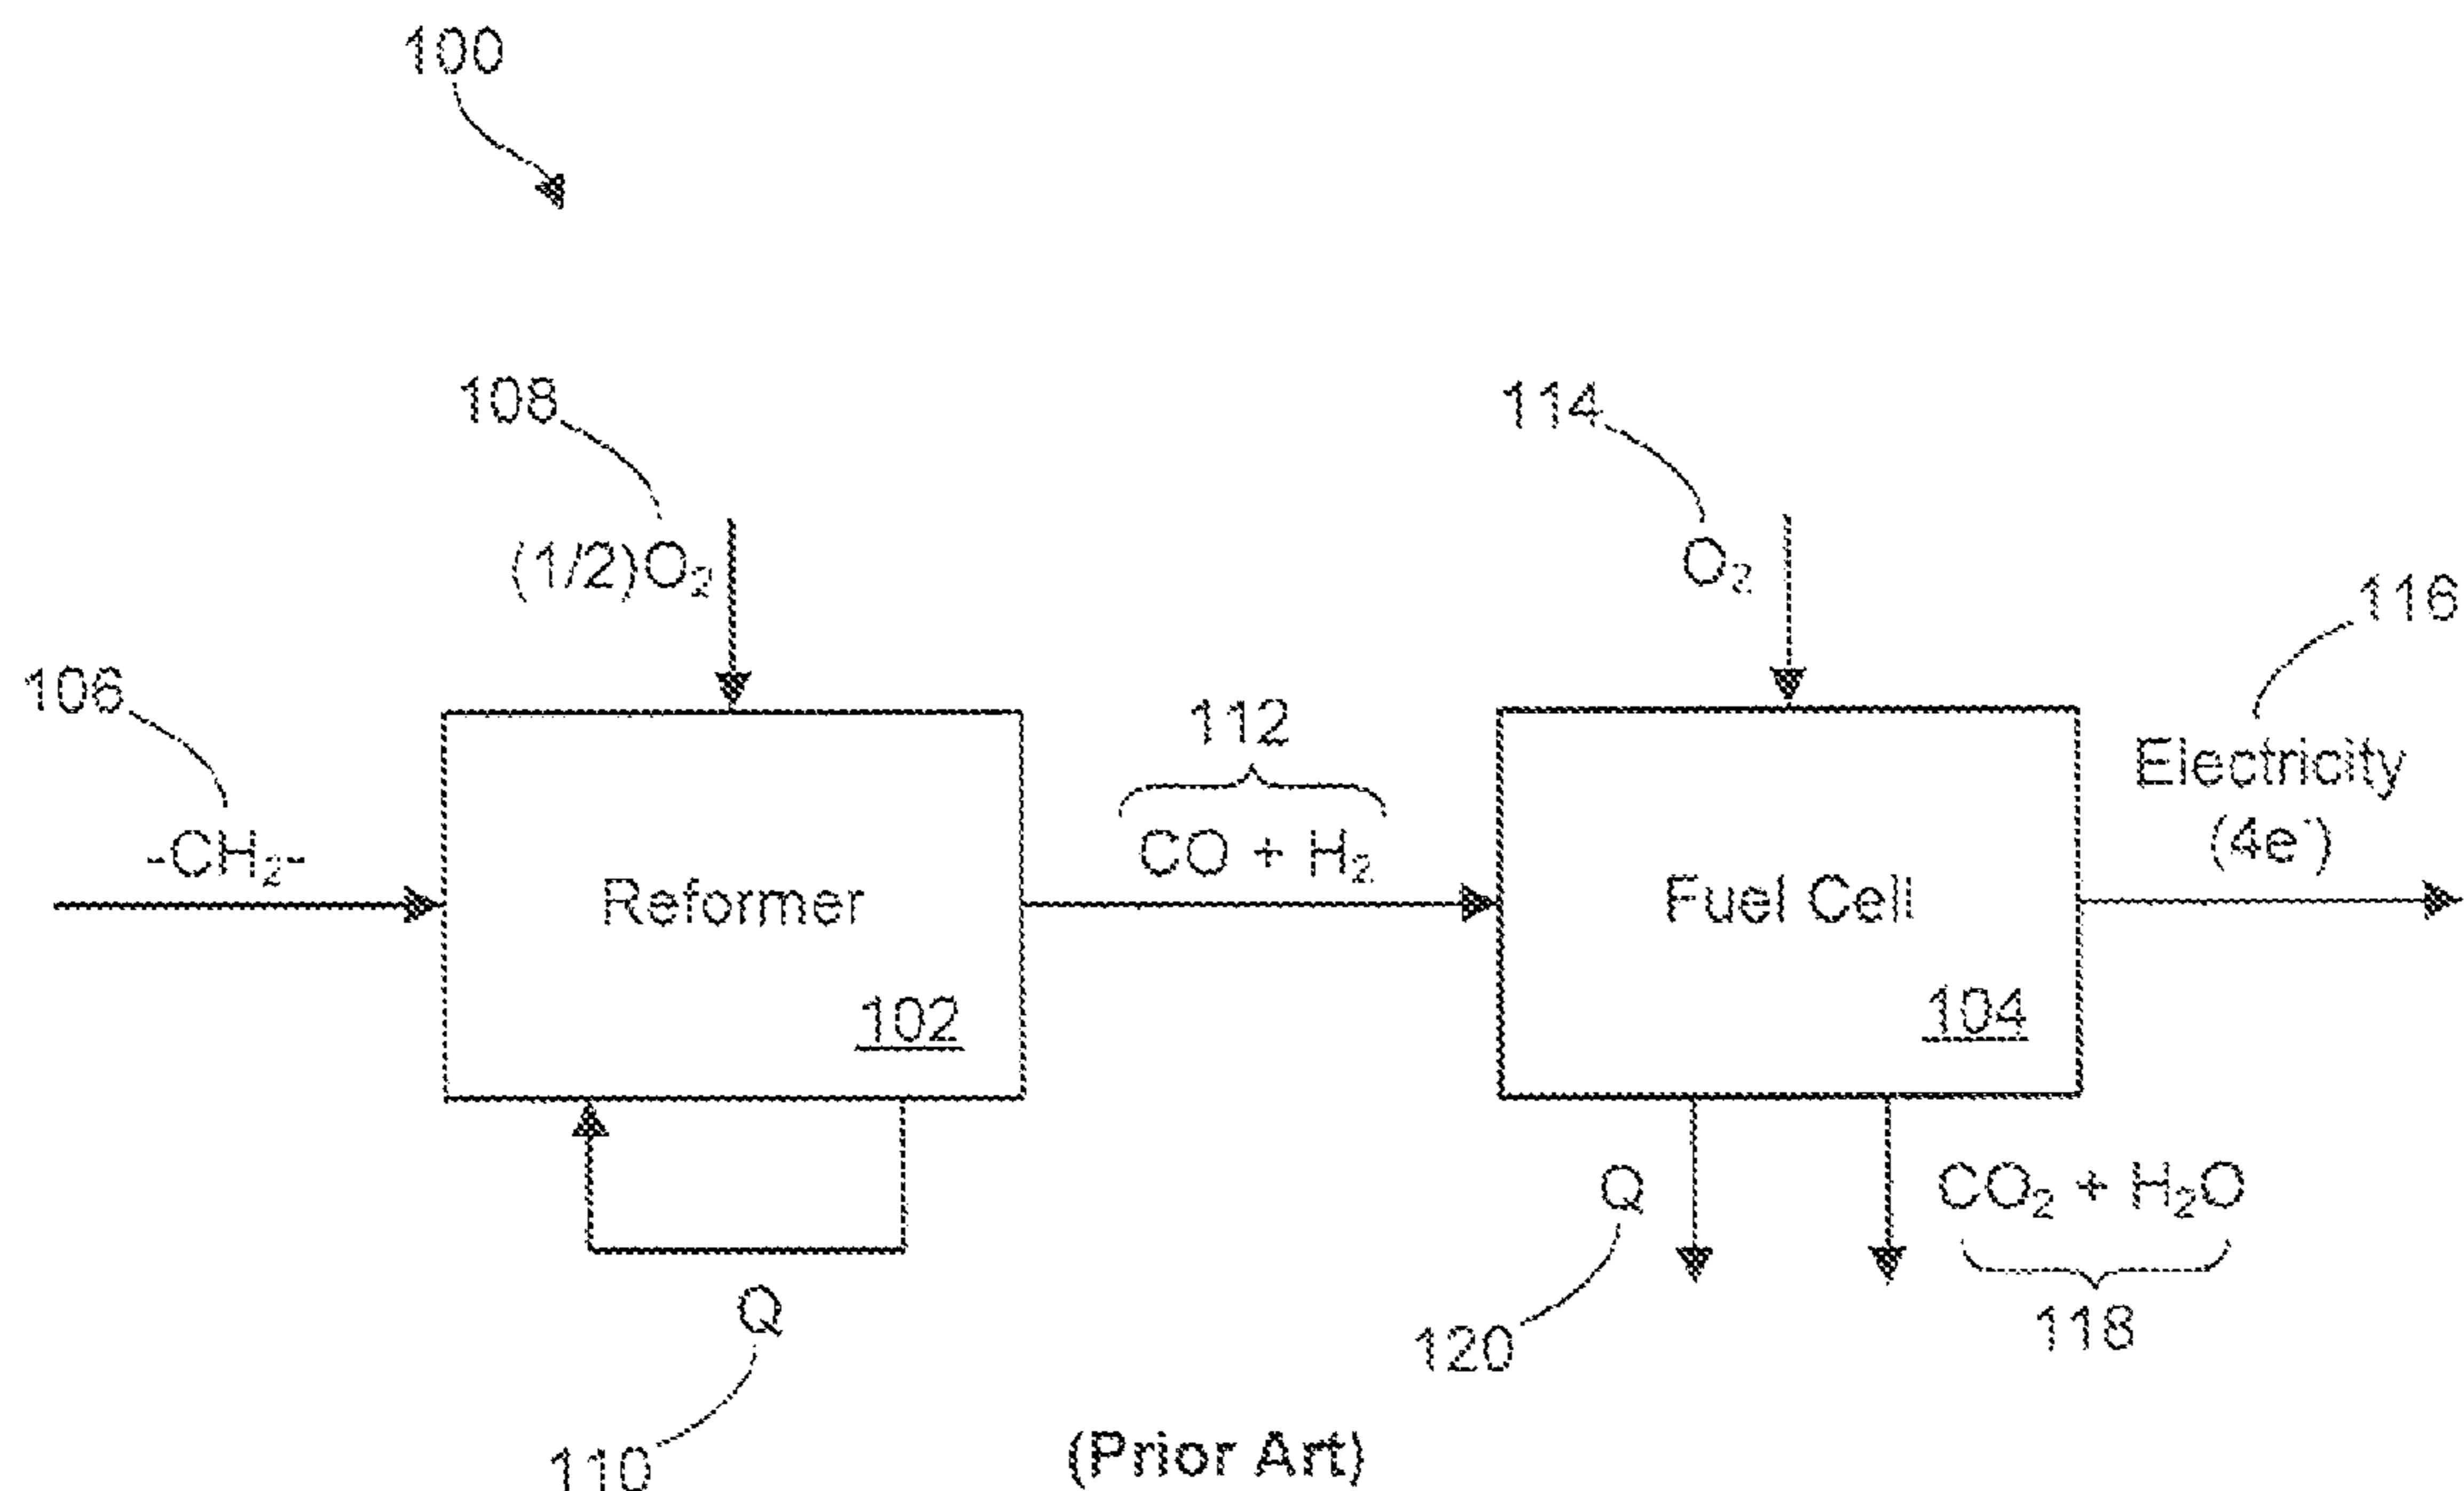 100
108
114
(1/2)O₂
O₂
116
106
112
Electricity
(4e⁻)
-CH₂-
CO + H₂
Reformer
Fuel Cell
102
104
Q
CO₂ + H₂O
Q
118
120
110
(Prior Art)